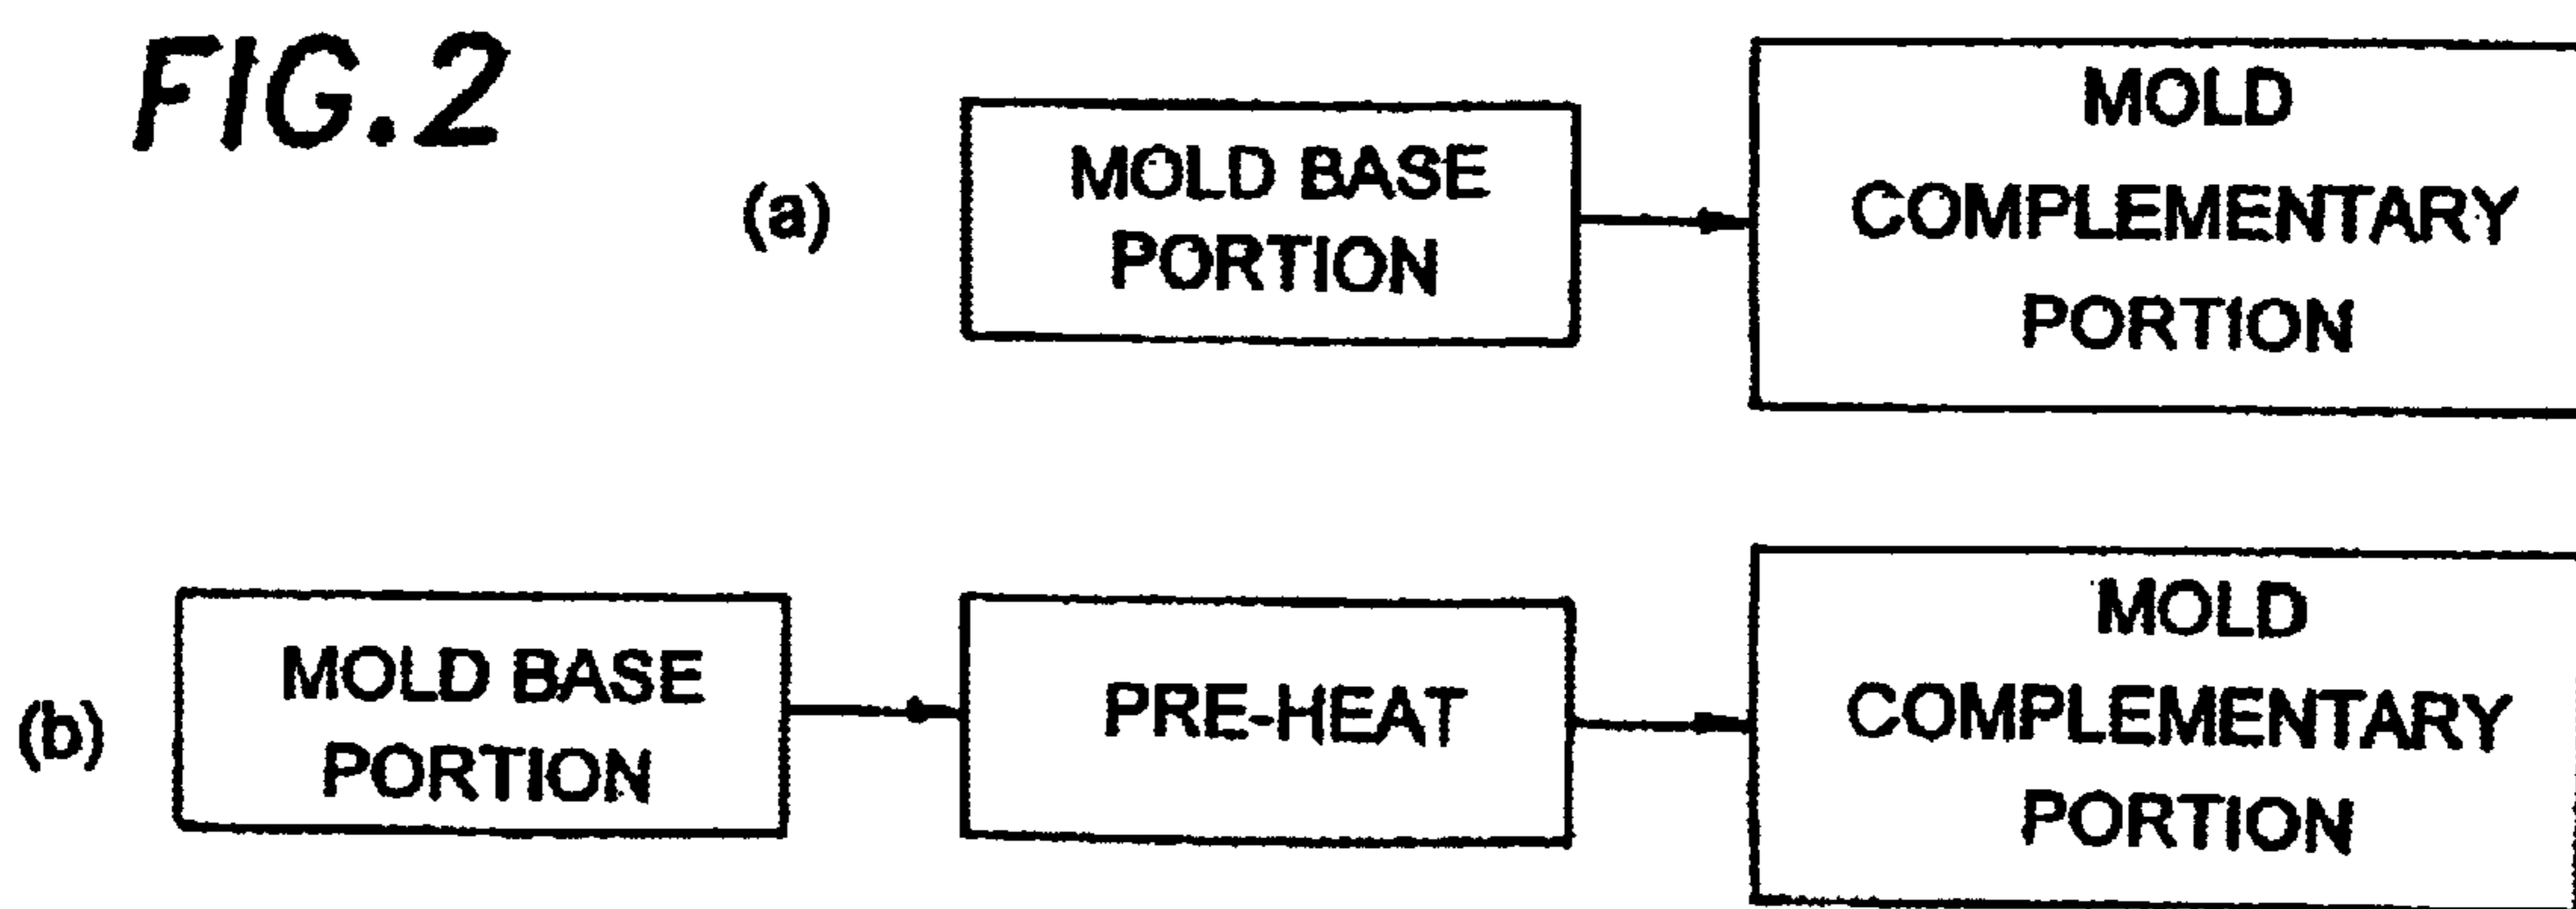 FIG.2
(a)
MOLD BASE
PORTION
MOLD
COMPLEMENTARY
PORTION
(b)
MOLD BASE
PORTION
PRE-HEAT
MOLD
COMPLEMENTARY
PORTION